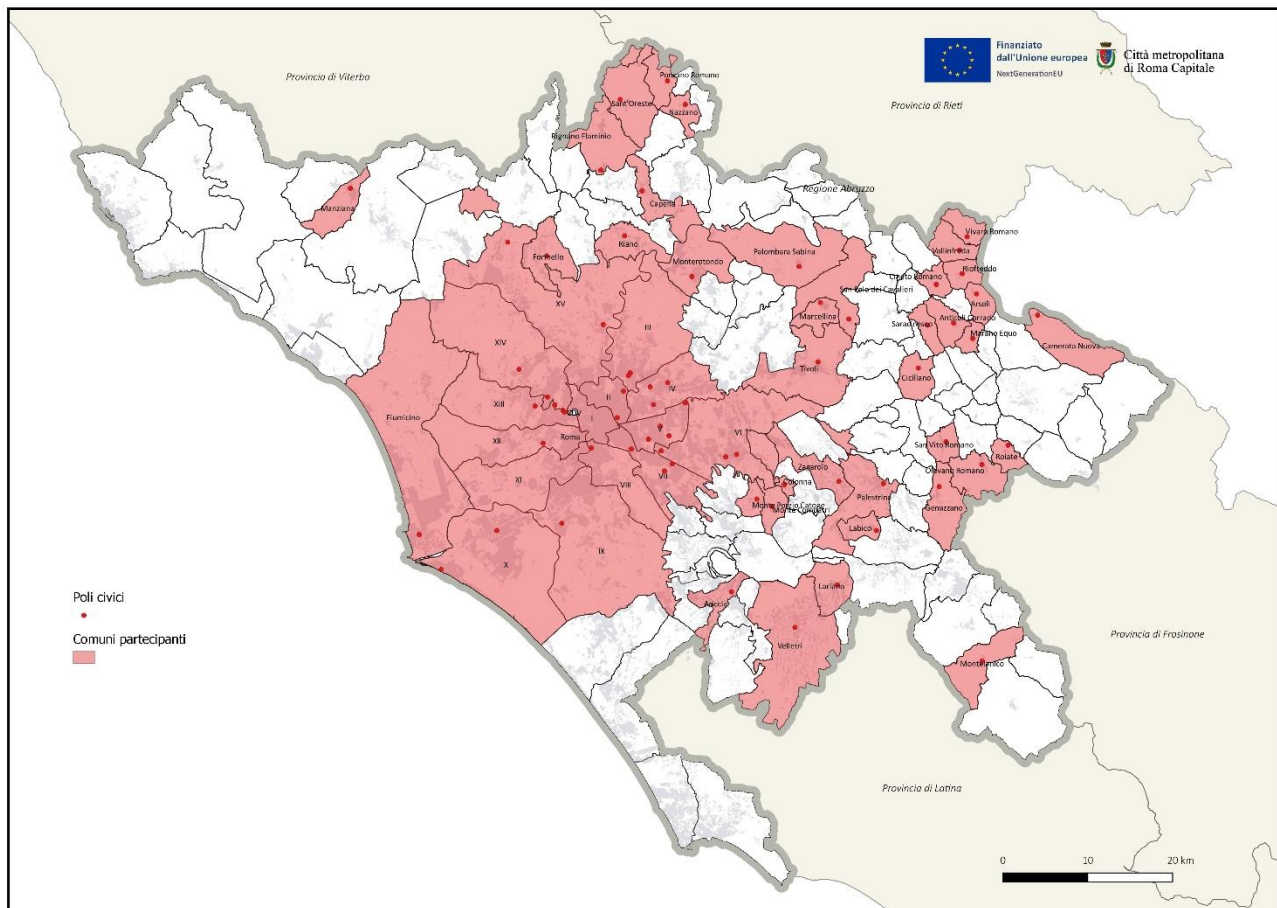 Finanziato
dall'Unione europea
NextGenerationEU
Città metropolitana
di Roma Capitale
Provincia di Viterbo
Provincia di Rieti
Ponzano Romano
Sant'Oreste
Nazzano
Rignano Flaminio
Regione Abruzzo
Manziana
Capena
Vivaro Romano
Riano
Vallinfreda
Formello
Palombara Sabina
Monterotondo
Riofreddo
Cineto Romano
San Polo dei Cavalieri
Arsoli
XV
Marcellina
Saracinesco
Anticoli Corrado
III
Marano Equo
XIV
Camerata Nuova
Tivoli
Ciciliano
IV
II
XIII
Fiumicino
V
Roma
XII
VI
San Vito Romano
Roiate
Zagarolo
Olevano Romano
VII
XI
VIII
Colonna
Palestrina
Monte Porzio Catone
Monte Compatri
Genazzano
Labico
IX
X
Lariano
Ariccia
Poli civici
Velletri
Comuni partecipanti
Provincia di Frosinone
Montelanico
Provincia di Latina
0 10 20 km